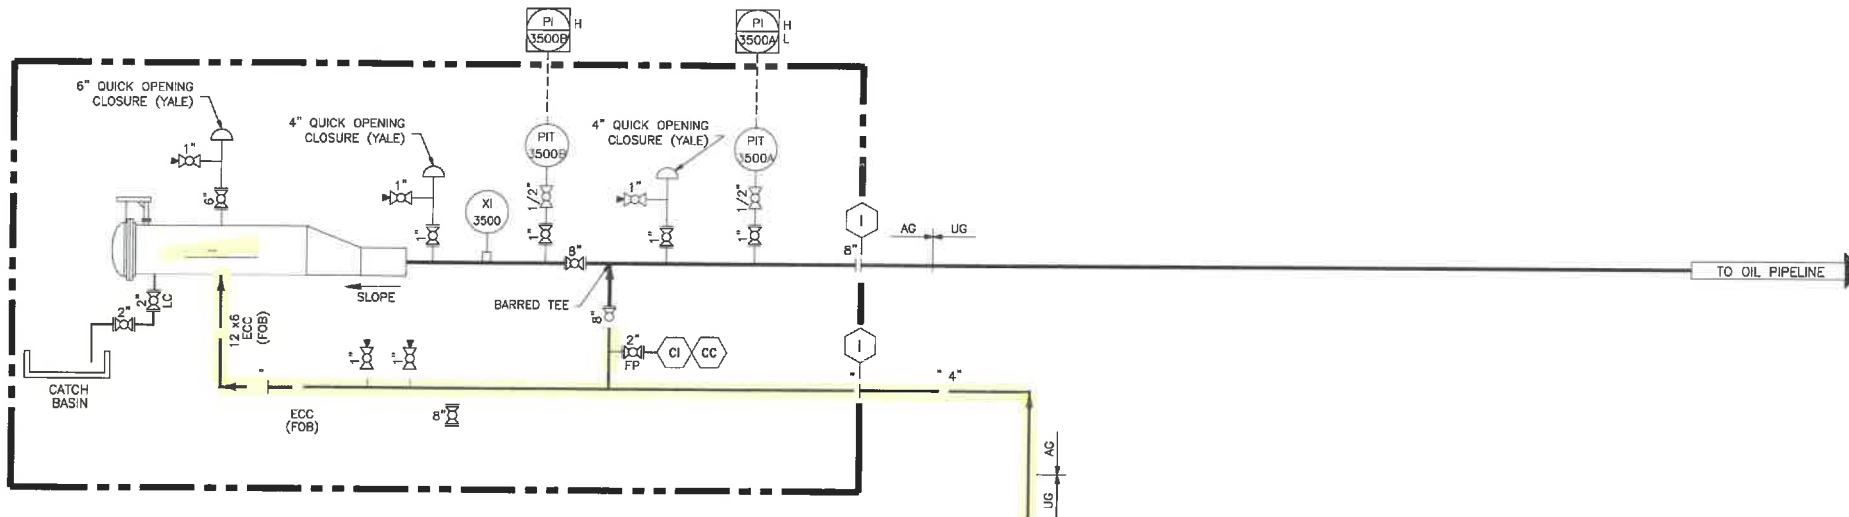 PI
3500B
H
PI
3500A
H
L
6" QUICK OPENING
CLOSURE (YALE)
4" QUICK OPENING
CLOSURE (YALE)
4" QUICK OPENING
CLOSURE (YALE)
PIT
3500B
PIT
3500A
1"
1"
1"
1/2"
1/2"
6"
XI
3500
1"
1"
1"
1"
I
AG
UG
8"
8"
TO OIL PIPELINE
SLOPE
BARRED TEE
2"
LC
2"
8"
12 x6
ECC
(FOB)
2"
FP
CI
CC
I
1"
1"
CATCH
BASIN
"
"
" 4"
ECC
(FOB)
8"
AG
UG